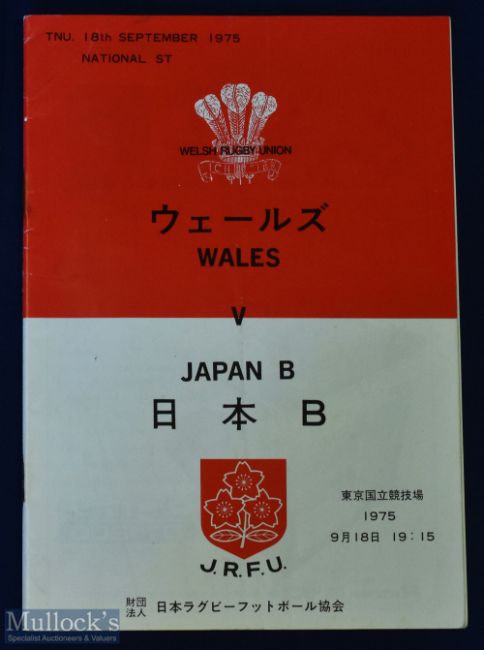 TNU. 18th SEPTEMBER 1975
NATIONAL ST
WELSH RUGBY UNION
ウェールズ
WALES
V
JAPAN B
日本 B
東京国立競技場
1975
9月18日 19:15
J.R.F.U.
財団法人 日本ラグビーフットボール協会
Mullock's
Specialist Auctioneers & Valuers